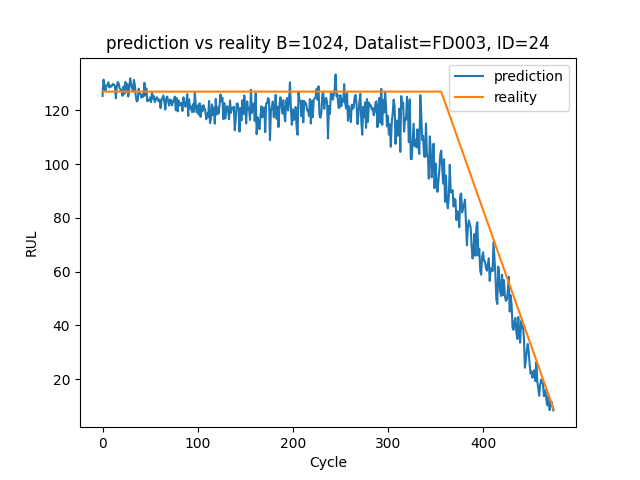 prediction vs reality B=1024, Datalist=FD003, ID=24
prediction
reality
RUL
120
100
80
60
40
20
0
100
200
300
400
Cycle